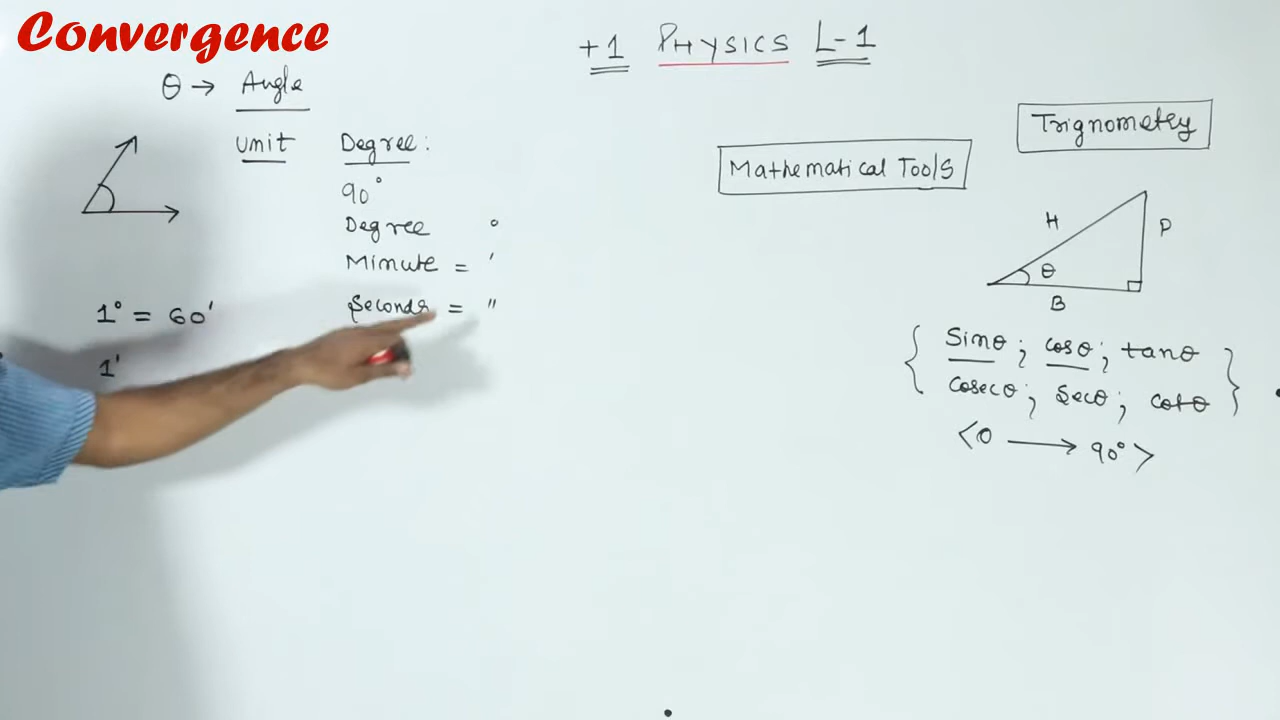 Convergence
+1 PHYSICS L-1
θ → Angle
unit Degree:
90°
Degree °
Minute = '
Seconds = "
1° = 60'
1'
Trignometry
Mathematical Tools
H
P
θ
B
{ Sinθ ; cosθ ; tanθ
cosecθ ; Secθ ; cotθ }
<0 → 90°>